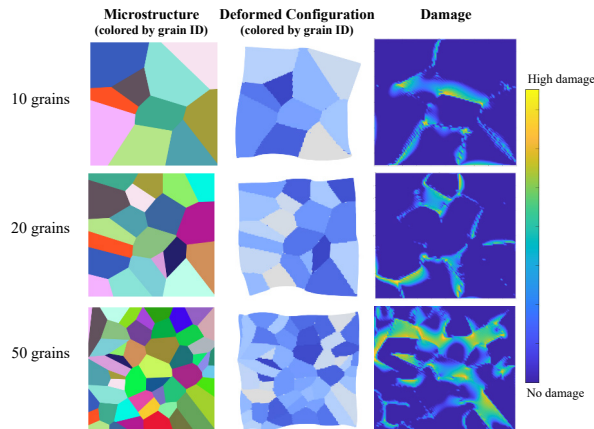 Microstructure
(colored by grain ID)
Deformed Configuration
(colored by grain ID)
Damage
10 grains
20 grains
50 grains
High damage
No damage